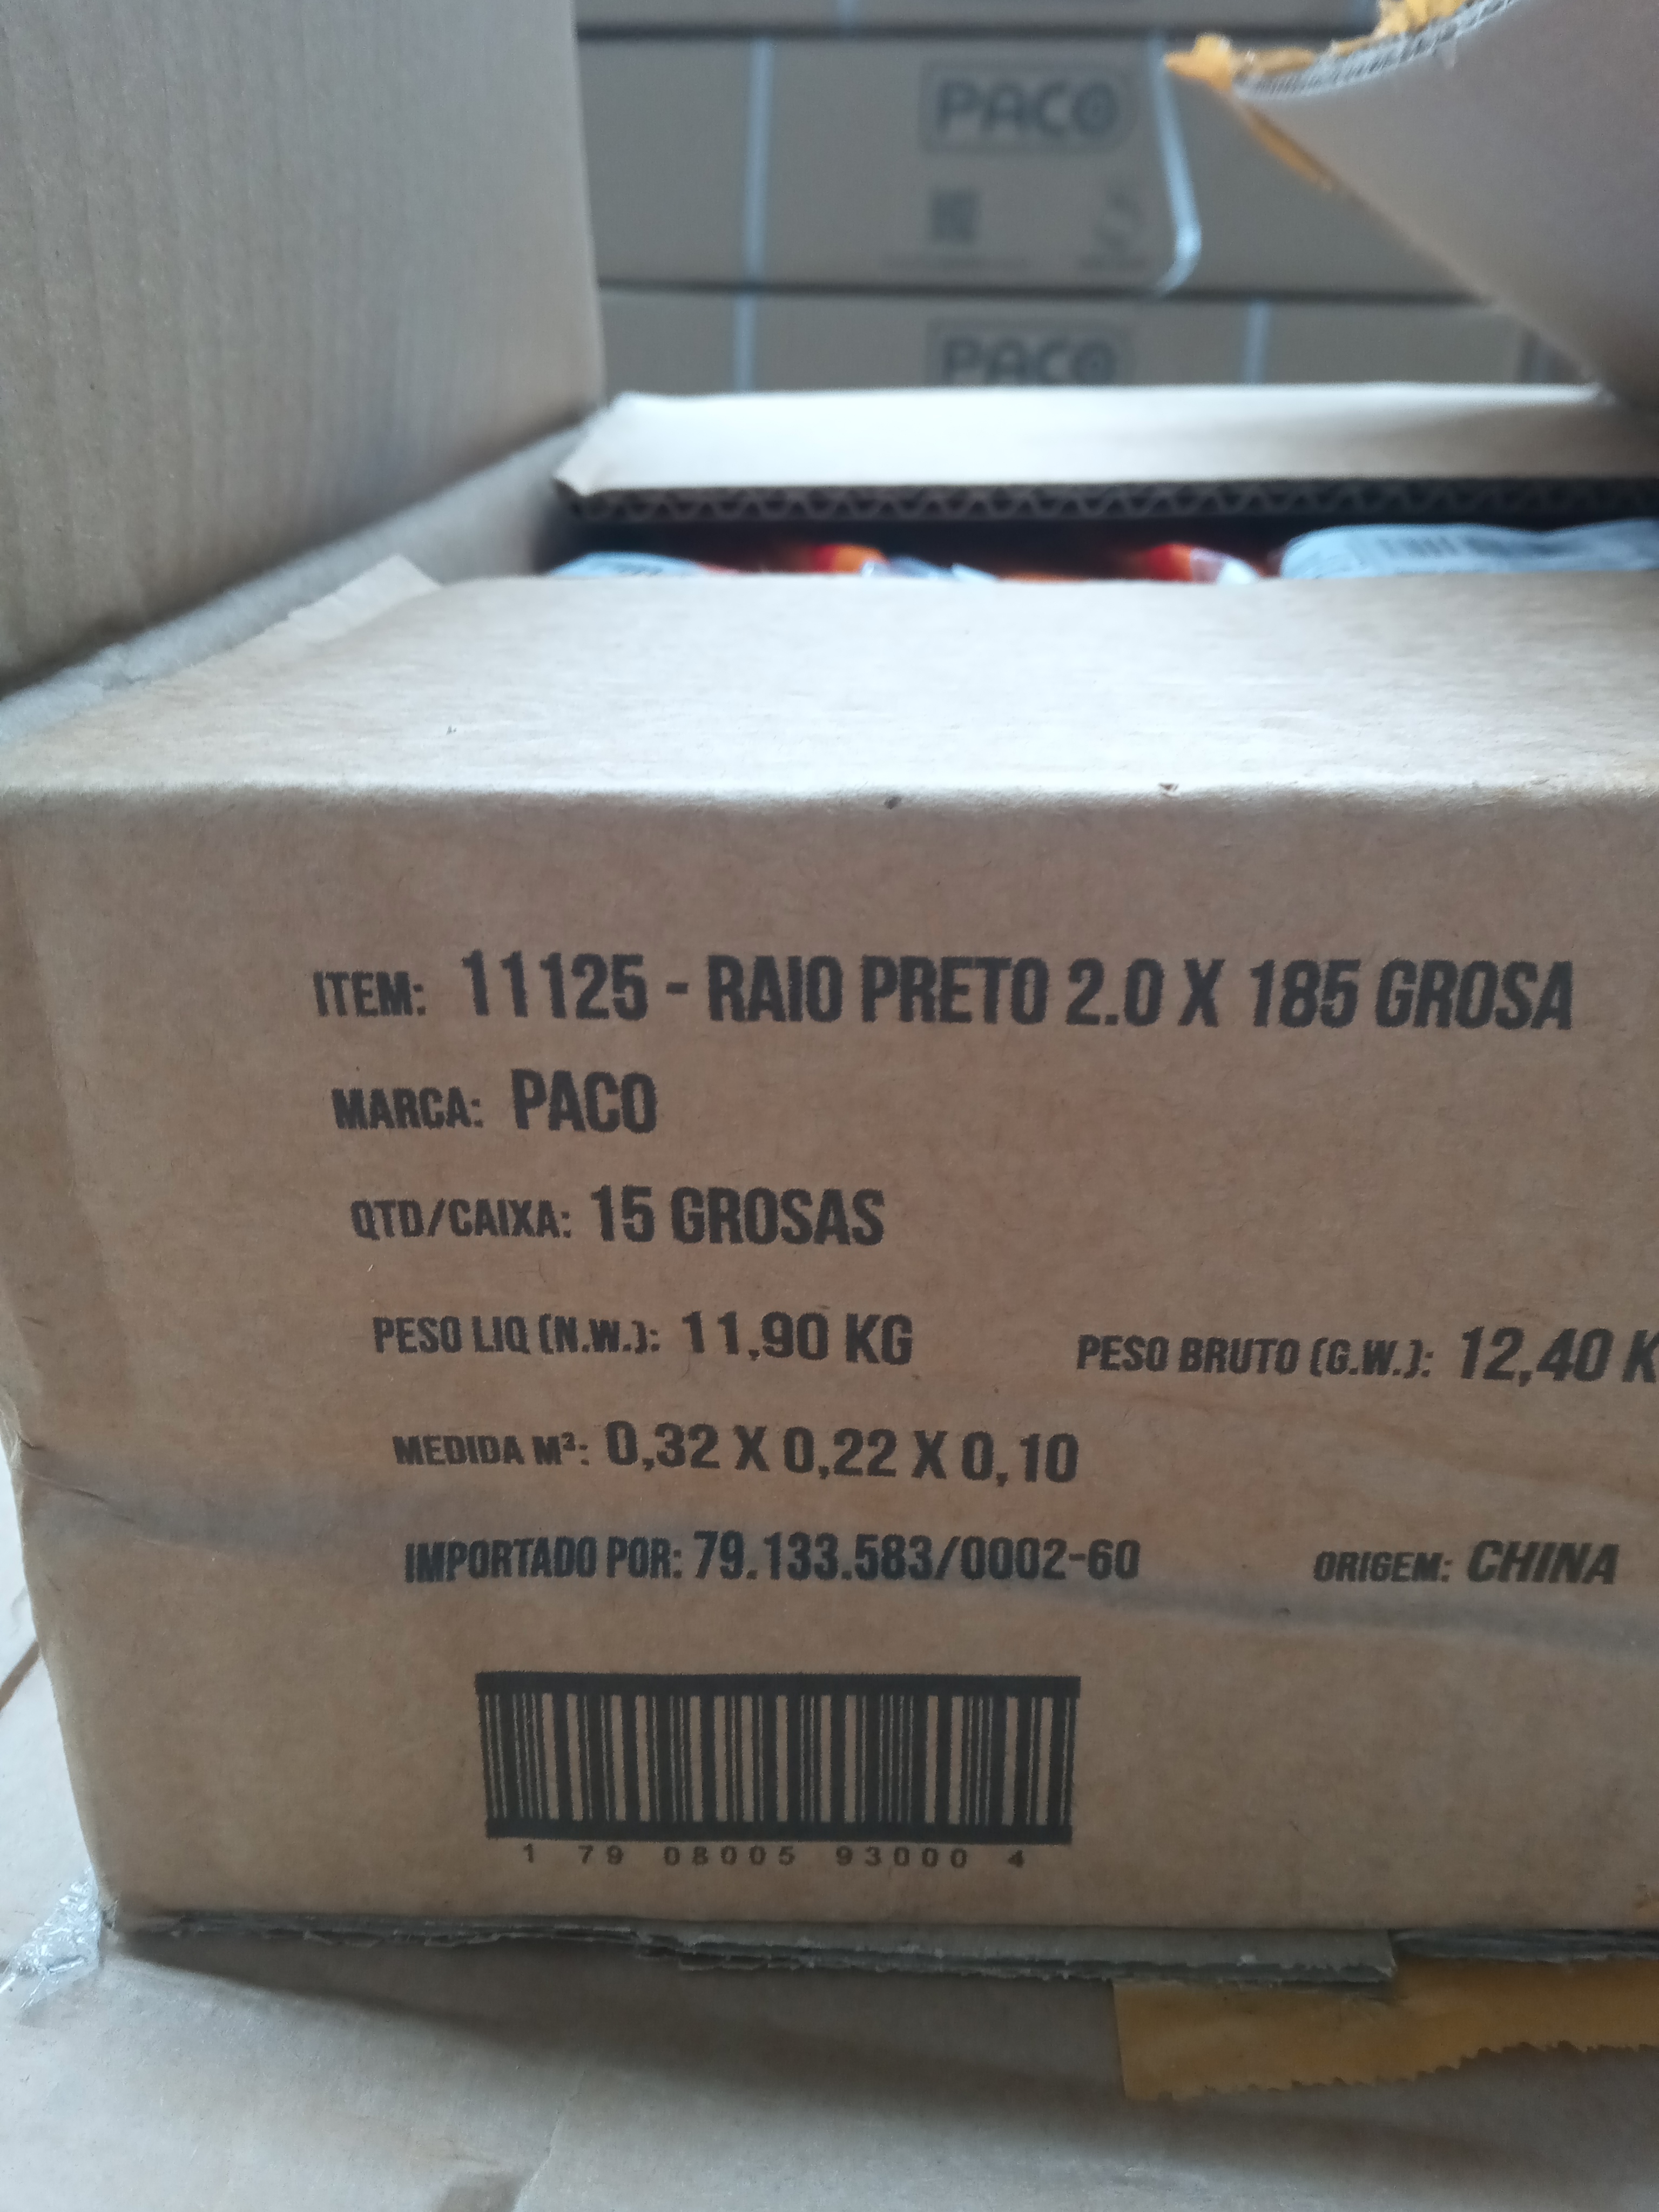 PACO
PACO
ITEM: 11125 - RAIO PRETO 2.0 X 185 GROSA
MARCA: PACO
QTD/CAIXA: 15 GROSAS
PESO LIQ (N.W.): 11,90 KG PESO BRUTO (G.W.): 12,40 K
MEDIDA M³: 0,32 X 0,22 X 0,10
IMPORTADO POR: 79.133.583/0002-60 ORIGEM: CHINA
1 79 08005 93000 4